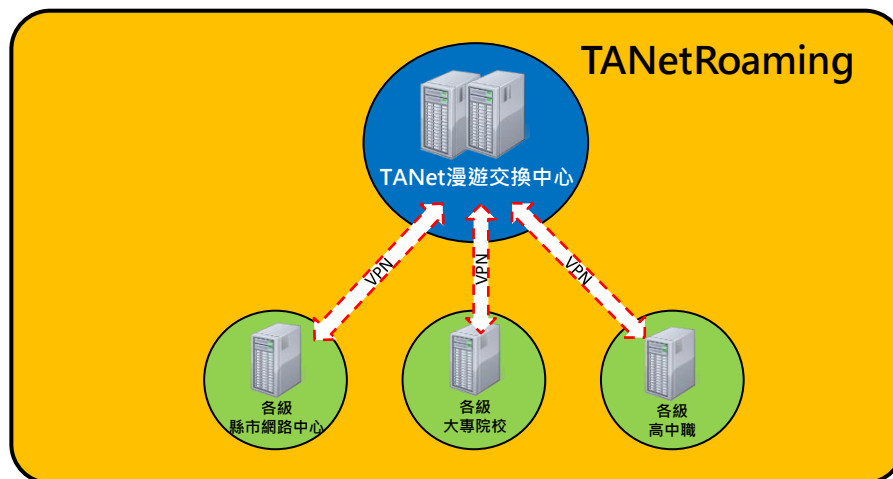 TANetRoaming
TANet漫遊交換中心
VPN
VPN
VPN
各級
縣市網路中心
各級
大專院校
各級
高中職